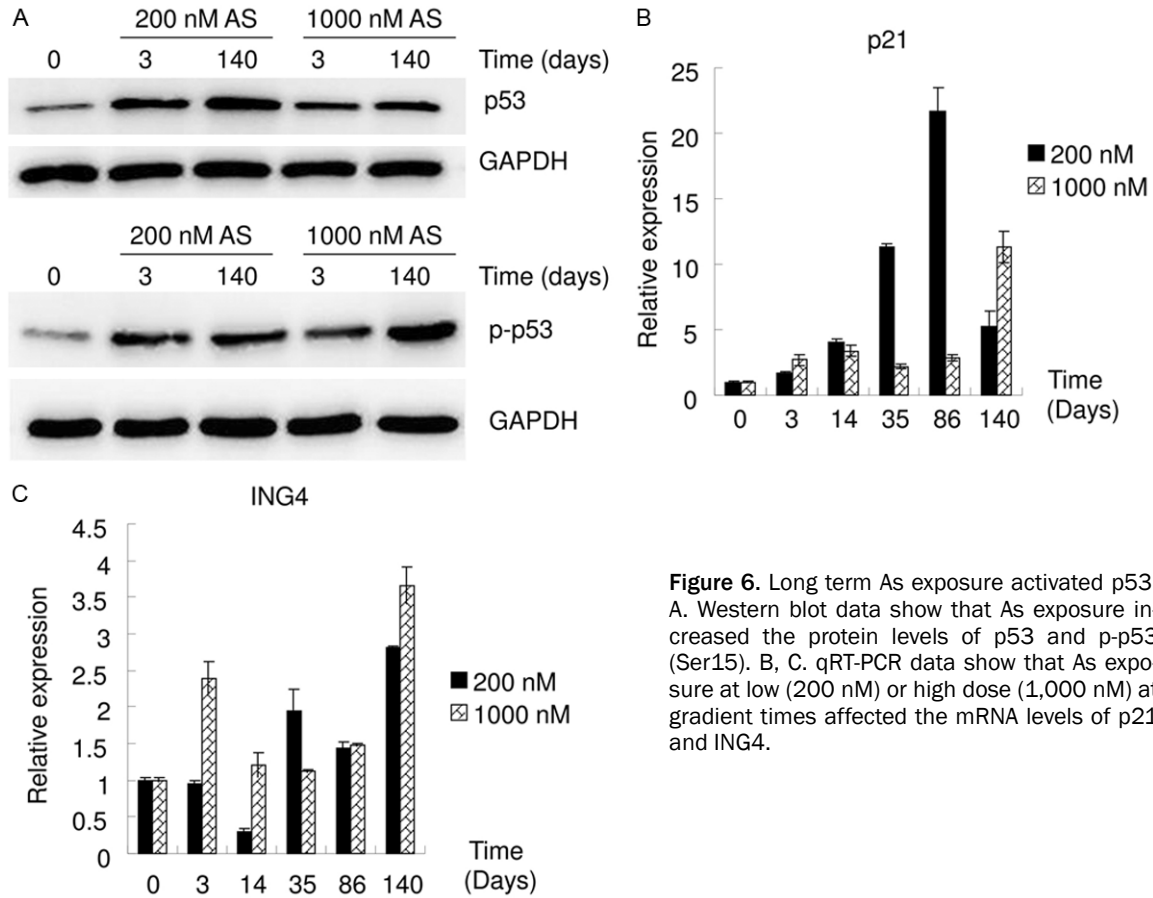 A
200 nM AS 1000 nM AS
0 3 140 3 140 Time (days)
p53
GAPDH
200 nM AS 1000 nM AS
0 3 140 3 140 Time (days)
p-p53
GAPDH
B
p21
25
20
15
10
5
0
Relative expression
200 nM
1000 nM
0 3 14 35 86 140
Time
(Days)
C
ING4
4.5
4
3.5
3
2.5
2
1.5
1
0.5
0
Relative expression
200 nM
1000 nM
0 3 14 35 86 140
Time
(Days)
Figure 6. Long term As exposure activated p53
A. Western blot data show that As exposure in-
creased the protein levels of p53 and p-p53
(Ser15). B, C. qRT-PCR data show that As expo-
sure at low (200 nM) or high dose (1,000 nM) at
gradient times affected the mRNA levels of p21
and ING4.